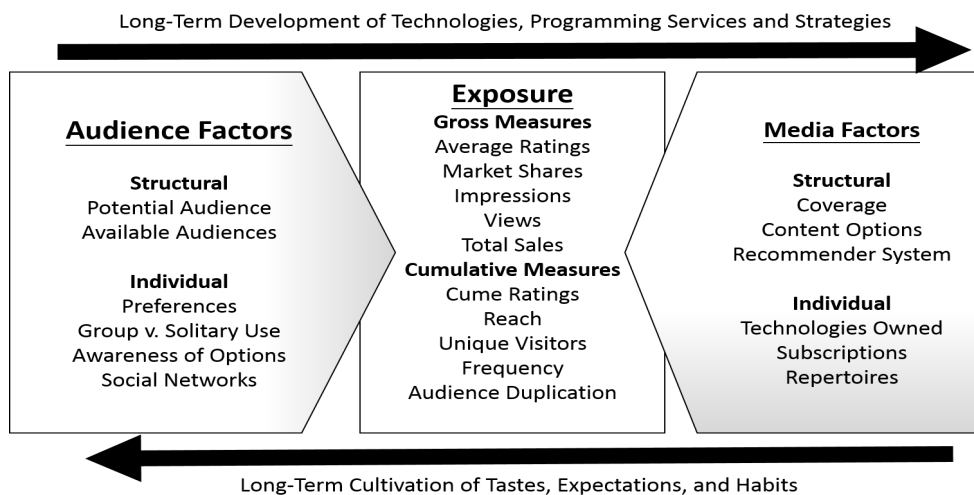 Long-Term Development of Technologies, Programming Services and Strategies
Audience Factors
Structural
Potential Audience
Available Audiences
Individual
Preferences
Group v. Solitary Use
Awareness of Options
Social Networks
Exposure
Gross Measures
Average Ratings
Market Shares
Impressions
Views
Total Sales
Cumulative Measures
Cume Ratings
Reach
Unique Visitors
Frequency
Audience Duplication
Media Factors
Structural
Coverage
Content Options
Recommender System
Individual
Technologies Owned
Subscriptions
Repertoires
Long-Term Cultivation of Tastes, Expectations, and Habits